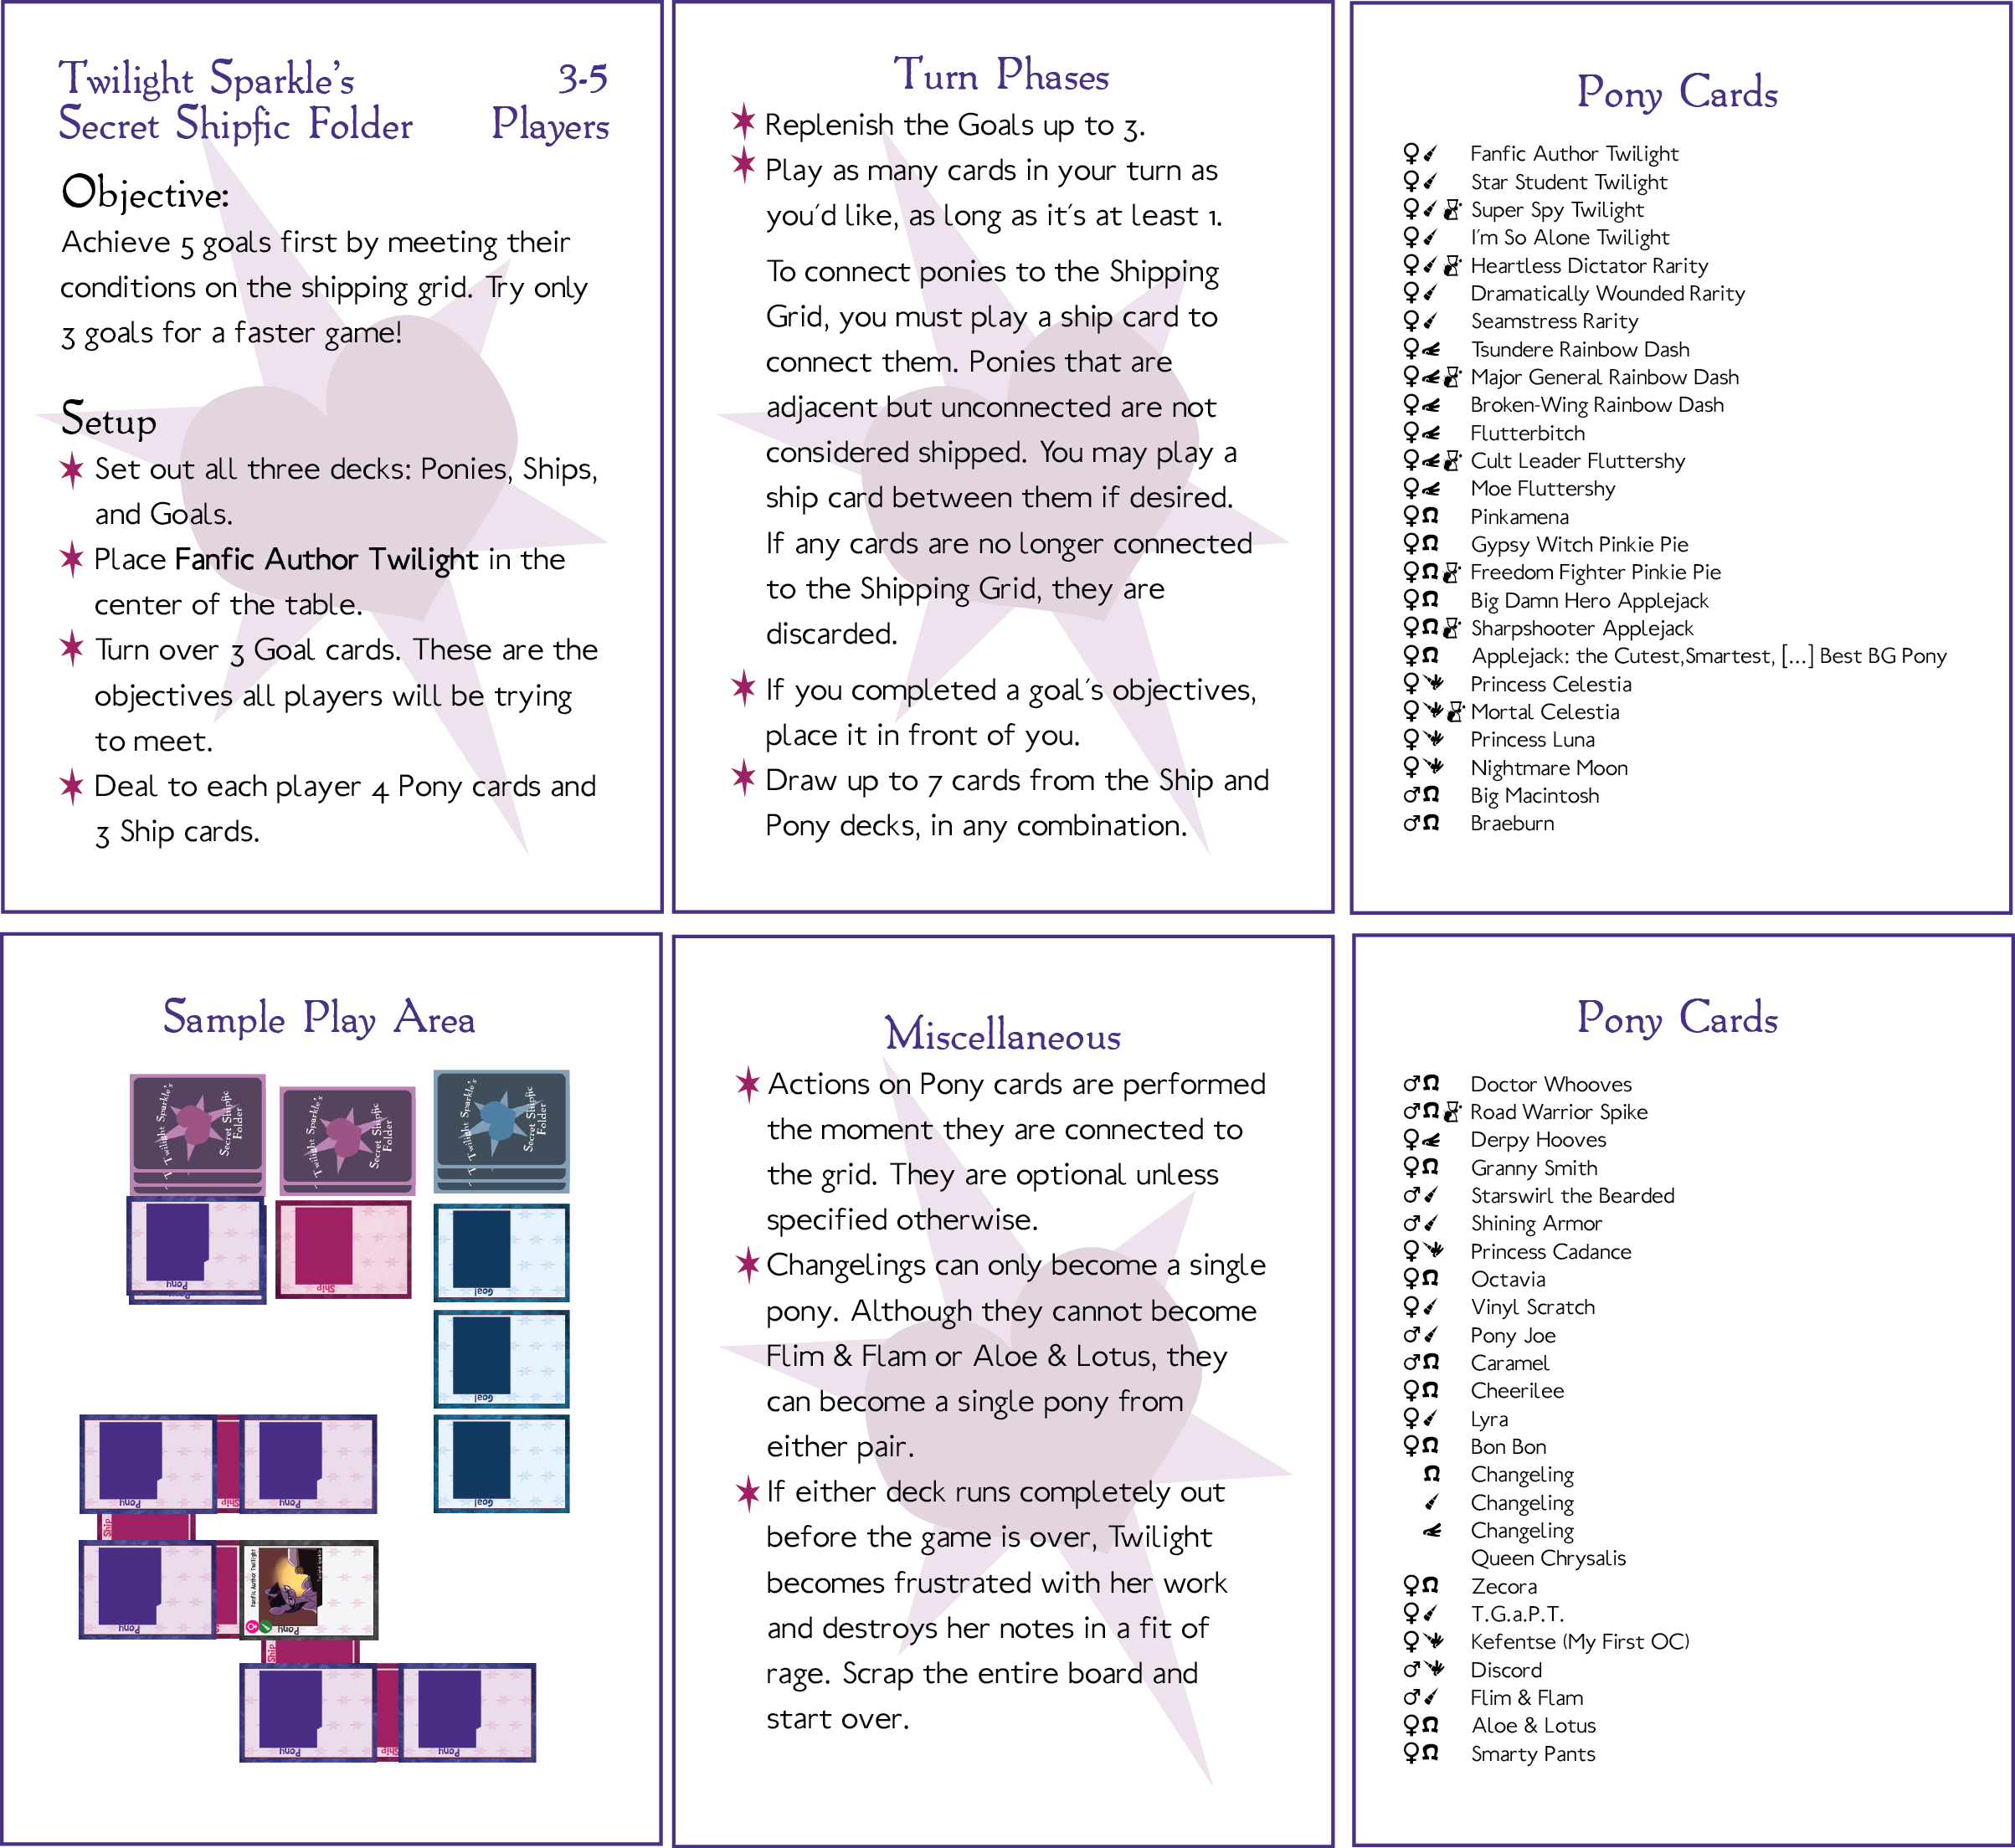 Twilight Sparkle's
Secret Shipfic Folder
3-5
Players
Objective:
Achieve 5 goals first by meeting their
conditions on the shipping grid. Try only
3 goals for a faster game!
Setup
Set out all three decks: Ponies, Ships,
and Goals.
Place Fanfic Author Twilight in the
center of the table.
Turn over 3 Goal cards. These are the
objectives all players will be trying
to meet.
Deal to each player 4 Pony cards and
3 Ship cards.
Turn Phases
Replenish the Goals up to 3.
Play as many cards in your turn as
you'd like, as long as it's at least 1.
To connect ponies to the Shipping
Grid, you must play a ship card to
connect them. Ponies that are
adjacent but unconnected are not
considered shipped. You may play a
ship card between them if desired.
If any cards are no longer connected
to the Shipping Grid, they are
discarded.
If you completed a goal's objectives,
place it in front of you.
Draw up to 7 cards from the Ship and
Pony decks, in any combination.
Pony Cards
♀ Fanfic Author Twilight
♀ Star Student Twilight
♀ Super Spy Twilight
♀ I'm So Alone Twilight
♀ Heartless Dictator Rarity
♀ Dramatically Wounded Rarity
♀ Seamstress Rarity
♀ Tsundere Rainbow Dash
♀ Major General Rainbow Dash
♀ Broken-Wing Rainbow Dash
♀ Flutterbitch
♀ Cult Leader Fluttershy
♀ Moe Fluttershy
♀ Pinkamena
♀ Gypsy Witch Pinkie Pie
♀ Freedom Fighter Pinkie Pie
♀ Big Damn Hero Applejack
♀ Sharpshooter Applejack
♀ Applejack: the Cutest,Smartest, [...] Best BG Pony
♀ Princess Celestia
♀ Mortal Celestia
♀ Princess Luna
♀ Nightmare Moon
♂ Big Macintosh
♂ Braeburn
Sample Play Area
Twilight Sparkle's
Secret Shipfic
Folder
Twilight Sparkle's
Secret Shipfic
Folder
Twilight Sparkle's
Secret Shipfic
Folder
Pony
Pony
Ship
Goal
Goal
Goal
Pony
Ship
Pony
Ship
Pony
Fanfic Author Twilight
Pony
Ship
Pony
Ship
Pony
Miscellaneous
Actions on Pony cards are performed
the moment they are connected to
the grid. They are optional unless
specified otherwise.
Changelings can only become a single
pony. Although they cannot become
Flim & Flam or Aloe & Lotus, they
can become a single pony from
either pair.
If either deck runs completely out
before the game is over, Twilight
becomes frustrated with her work
and destroys her notes in a fit of
rage. Scrap the entire board and
start over.
Pony Cards
♂ Doctor Whooves
♂ Road Warrior Spike
♀ Derpy Hooves
♀ Granny Smith
♂ Starswirl the Bearded
♂ Shining Armor
♀ Princess Cadance
♀ Octavia
♀ Vinyl Scratch
♂ Pony Joe
♂ Caramel
♀ Cheerilee
♀ Lyra
♀ Bon Bon
Changeling
Changeling
Changeling
Queen Chrysalis
♀ Zecora
♀ T.G.a.P.T.
♀ Kefentse (My First OC)
♂ Discord
♂ Flim & Flam
♀ Aloe & Lotus
♀ Smarty Pants